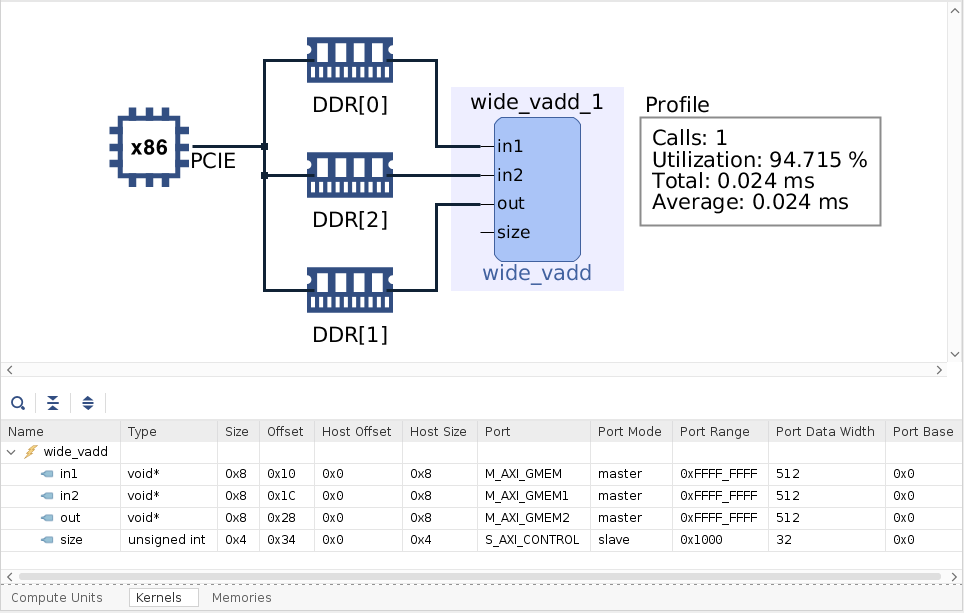 DDR[0]
wide_vadd_1
Profile
x86
PCIE
in1
in2
out
size
Calls: 1
Utilization: 94.715 %
Total: 0.024 ms
Average: 0.024 ms
DDR[2]
wide_vadd
DDR[1]
Name Type Size Offset Host Offset Host Size Port Port Mode Port Range Port Data Width Port Base
wide_vadd
in1 void* 0x8 0x10 0x0 0x8 M_AXI_GMEM master 0xFFFF_FFFF 512 0x0
in2 void* 0x8 0x1C 0x0 0x8 M_AXI_GMEM1 master 0xFFFF_FFFF 512 0x0
out void* 0x8 0x28 0x0 0x8 M_AXI_GMEM2 master 0xFFFF_FFFF 512 0x0
size unsigned int 0x4 0x34 0x0 0x4 S_AXI_CONTROL slave 0x1000 32 0x0
Compute Units Kernels Memories